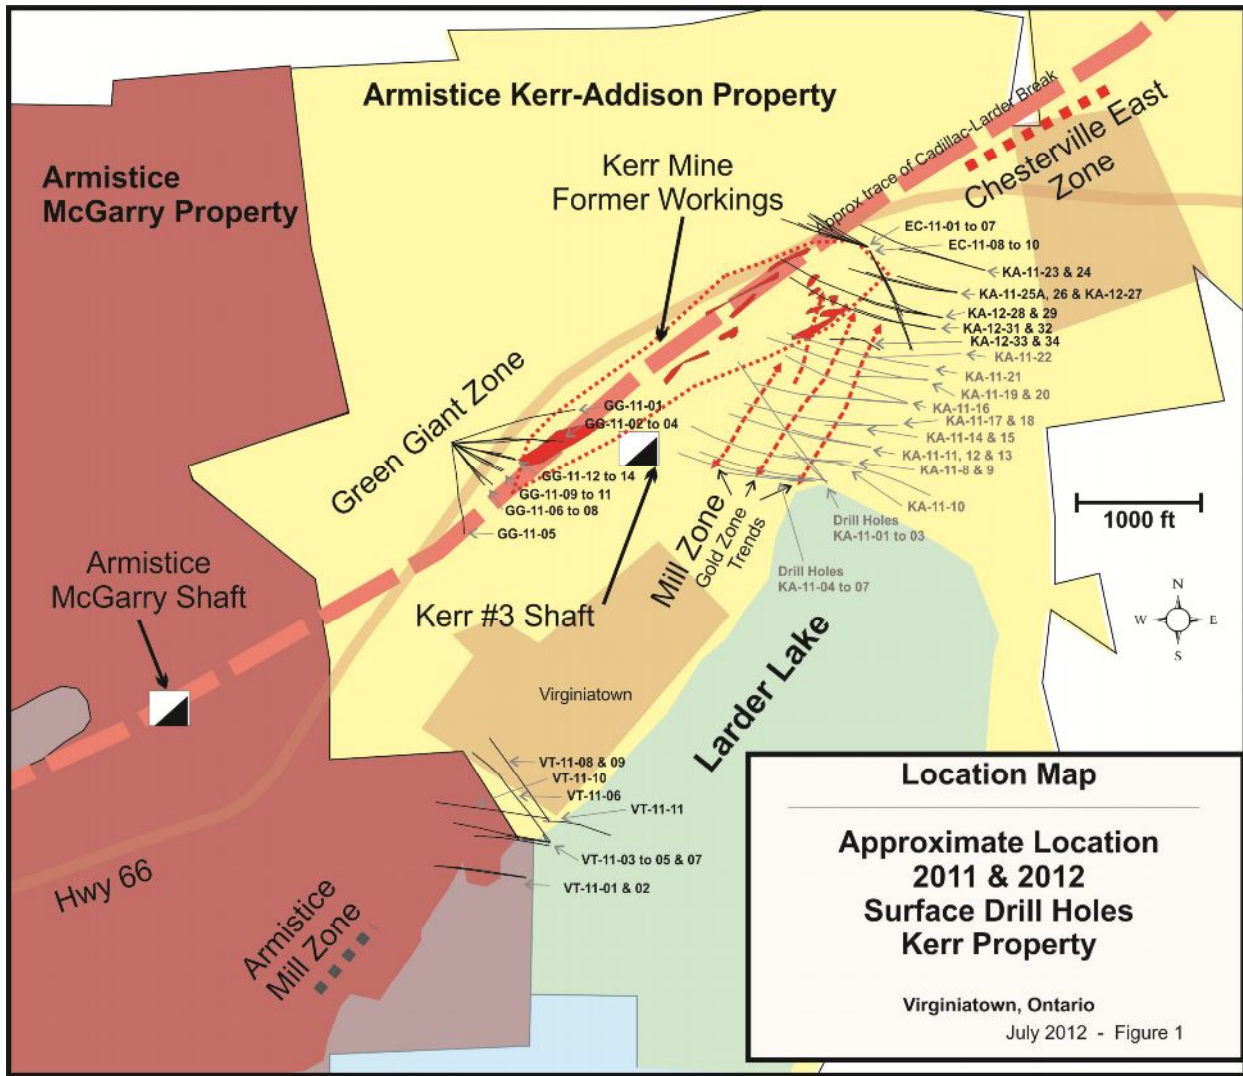 Armistice Kerr-Addison Property
Armistice
McGarry Property
Kerr Mine
Former Workings
Approx trace of Cadillac-Larder Break
Chesterville East
Zone
EC-11-01 to 07
EC-11-08 to 10
KA-11-23 & 24
KA-11-25A, 26 & KA-12-27
KA-12-28 & 29
KA-12-31 & 32
KA-12-33 & 34
KA-11-22
KA-11-21
KA-11-19 & 20
KA-11-16
KA-11-17 & 18
KA-11-14 & 15
KA-11-11, 12 & 13
KA-11-8 & 9
KA-11-10
Drill Holes
KA-11-01 to 03
Drill Holes
KA-11-04 to 07
Green Giant Zone
GG-11-01
GG-11-02 to 04
GG-11-12 to 14
GG-11-09 to 11
GG-11-06 to 08
GG-11-05
Mill Zone
Gold Zone
Trends
1000 ft
N
W
E
S
Armistice
McGarry Shaft
Kerr #3 Shaft
Virginiatown
Larder Lake
VT-11-08 & 09
VT-11-10
VT-11-06
VT-11-11
VT-11-03 to 05 & 07
VT-11-01 & 02
Hwy 66
Armistice
Mill Zone
Location Map
Approximate Location
2011 & 2012
Surface Drill Holes
Kerr Property
Virginiatown, Ontario
July 2012 - Figure 1